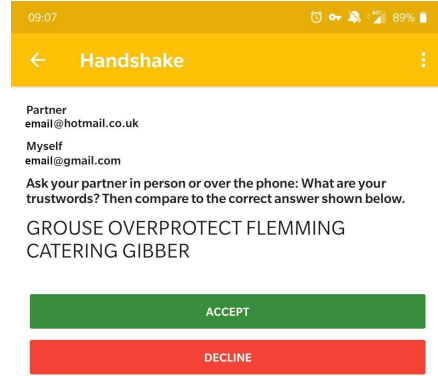 09:07 4G 89%
Handshake
Partner
email@hotmail.co.uk
Myself
email@gmail.com
Ask your partner in person or over the phone: What are your
trustwords? Then compare to the correct answer shown below.
GROUSE OVERPROTECT FLEMMING
CATERING GIBBER
ACCEPT
DECLINE